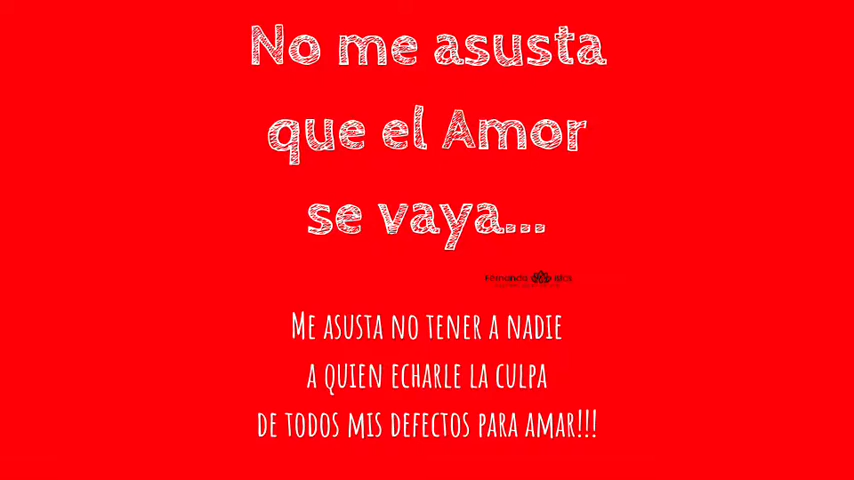 No me asusta
que el Amor
se vaya...
Fernanda
ME ASUSTA NO TENER A NADIE
A QUIEN ECHARLE LA CULPA
DE TODOS MIS DEFECTOS PARA AMAR!!!